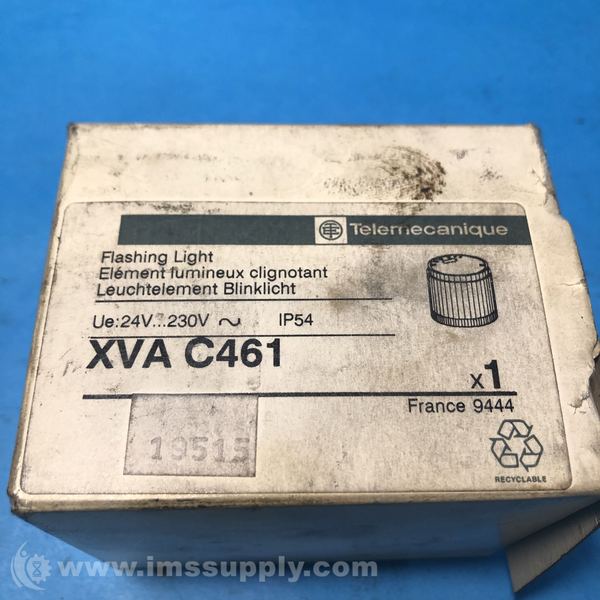 Telemecanique
Flashing Light
Elément lumineux clignotant
Leuchtelement Blinklicht
Ue:24V...230V ~ IP54
XVA C461
x1
France 9444
19515
RECYCLABLE
www.imssupply.com